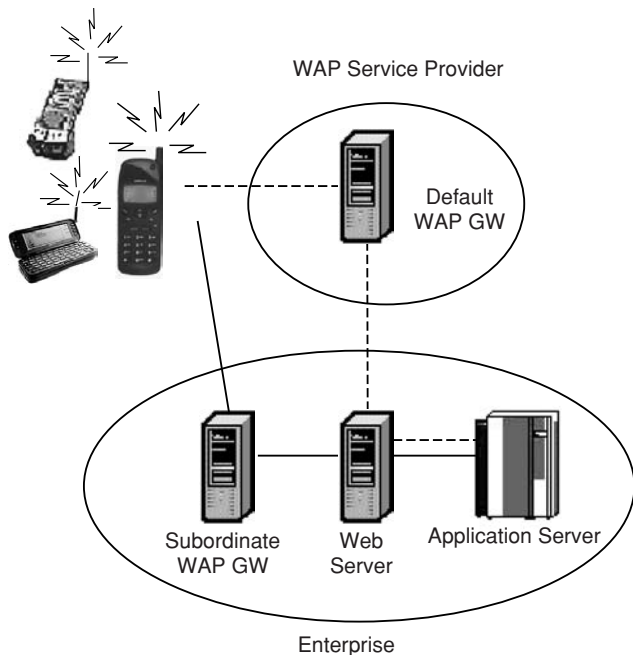 WAP Service Provider
Default
WAP GW
Subordinate
WAP GW
Web
Server
Application Server
Enterprise